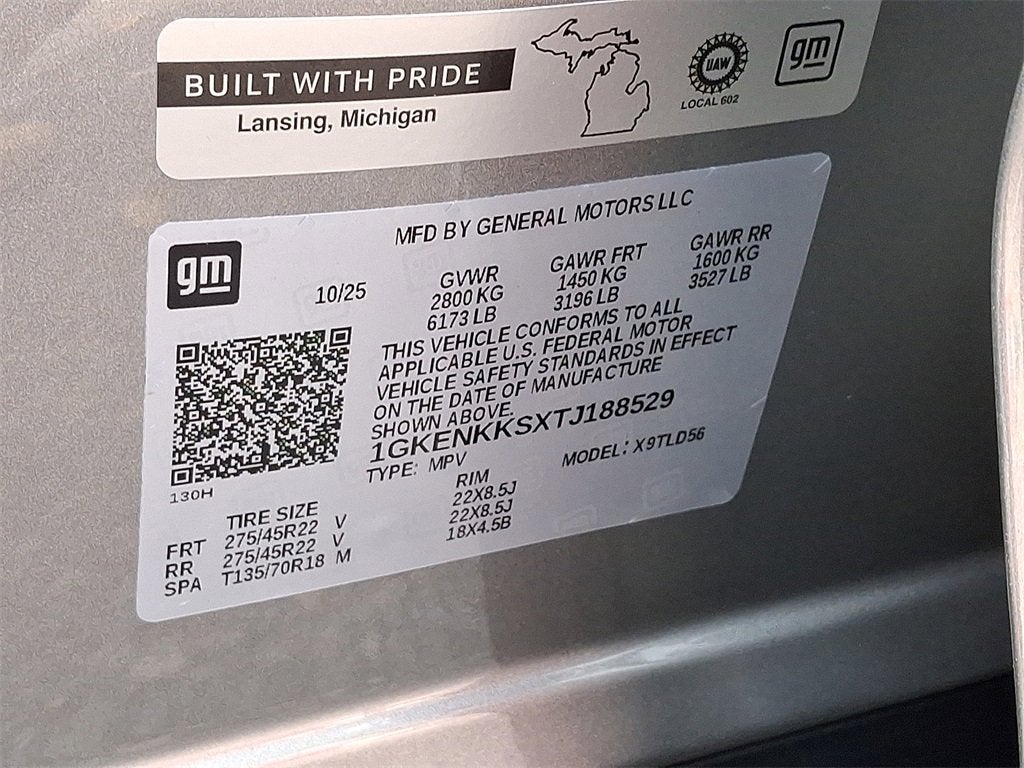 BUILT WITH PRIDE
Lansing, Michigan
UAW
LOCAL 602
gm
MFD BY GENERAL MOTORS LLC
gm
10/25
GVWR GAWR FRT GAWR RR
2800 KG 1450 KG 1600 KG
6173 LB 3196 LB 3527 LB
THIS VEHICLE CONFORMS TO ALL
APPLICABLE U.S. FEDERAL MOTOR
VEHICLE SAFETY STANDARDS IN EFFECT
ON THE DATE OF MANUFACTURE
SHOWN ABOVE.
1GKENKKSXTJ188529
TYPE: MPV MODEL: X9TLD56
130H
TIRE SIZE RIM
FRT 275/45R22 V 22X8.5J
RR 275/45R22 V 22X8.5J
SPA T135/70R18 M 18X4.5B